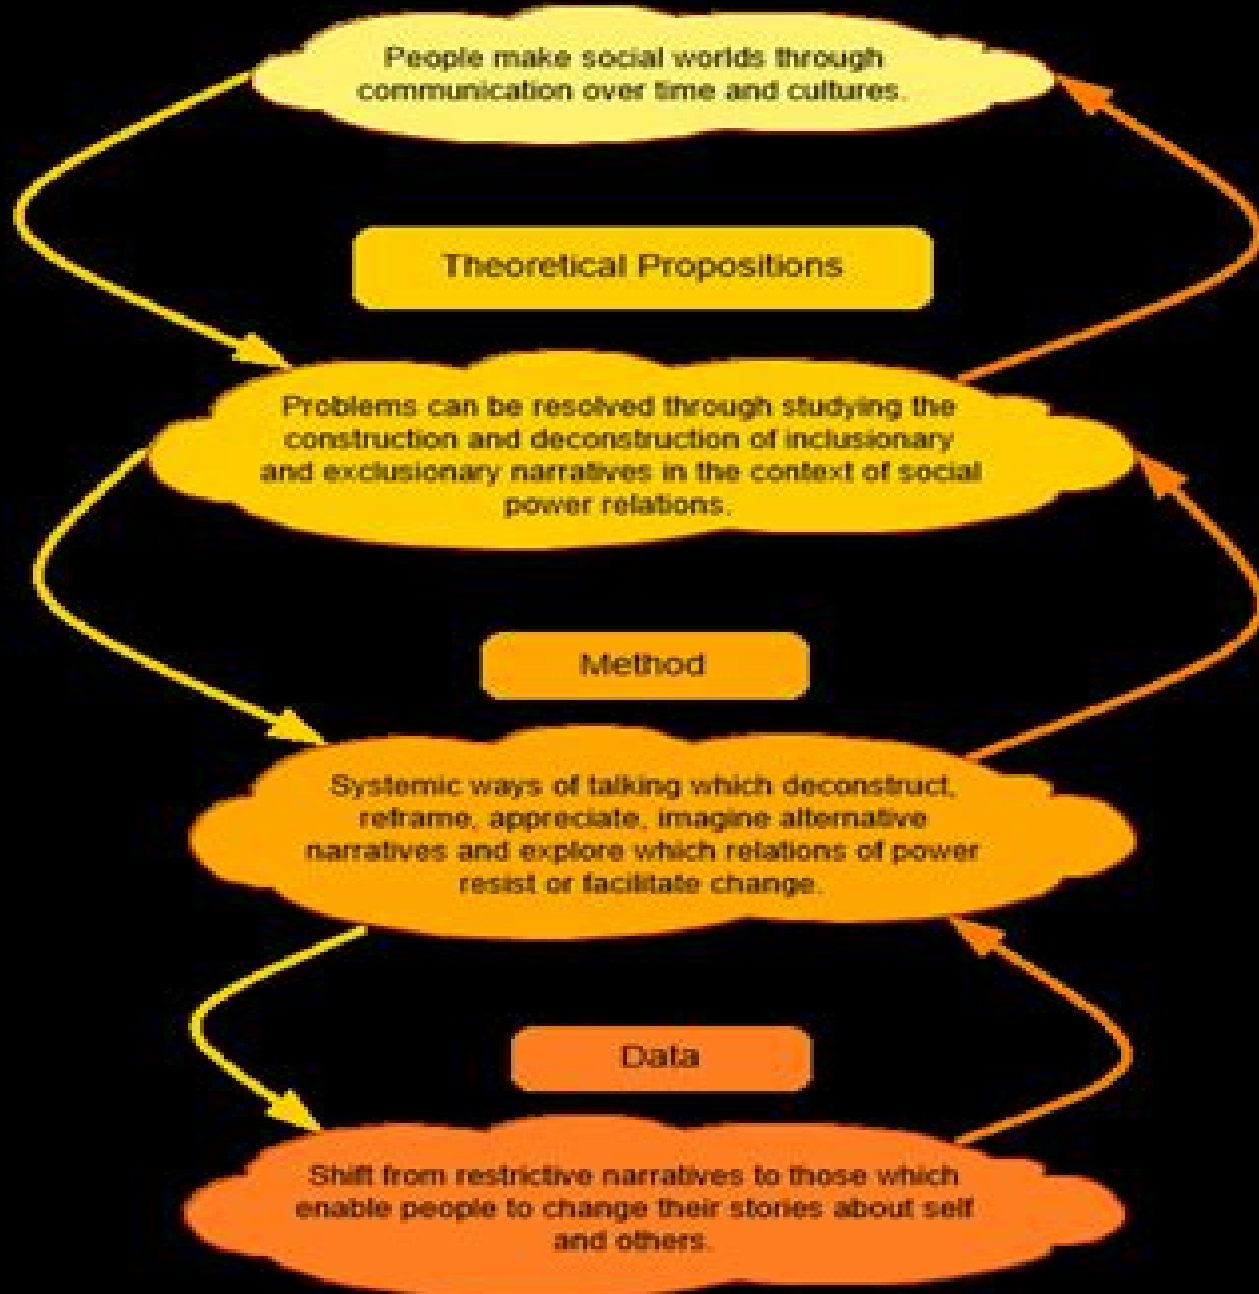 People make social worlds through
communication over time and cultures.
Theoretical Propositions
Problems can be resolved through studying the
construction and deconstruction of inclusionary
and exclusionary narratives in the context of social
power relations.
Method
Systemic ways of talking which deconstruct,
reframe, appreciate, imagine alternative
narratives and explore which relations of power
resist or facilitate change.
Data
Shift from restrictive narratives to those which
enable people to change their stories about self
and others.